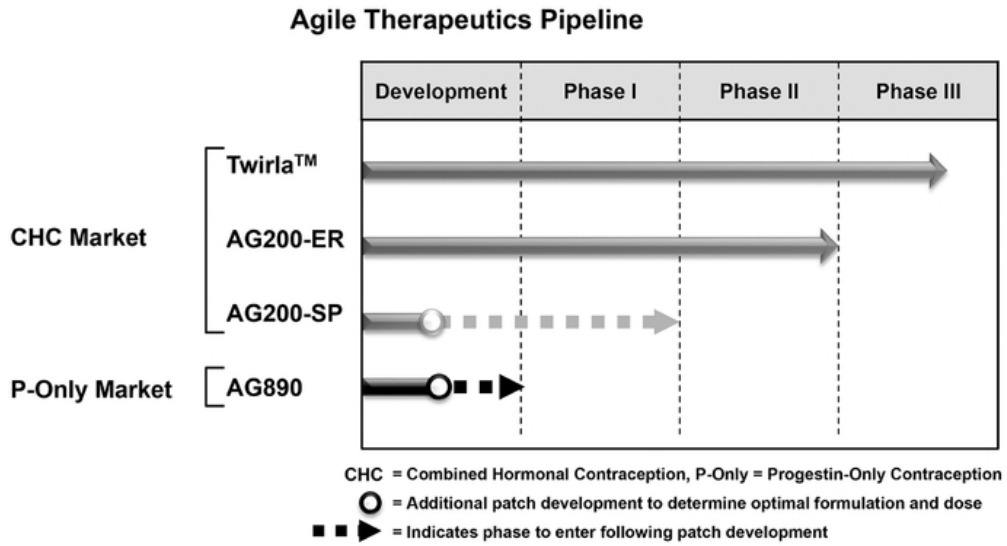 Agile Therapeutics Pipeline
Development Phase I Phase II Phase III
CHC Market
Twirla™
AG200-ER
AG200-SP
P-Only Market
AG890
CHC = Combined Hormonal Contraception, P-Only = Progestin-Only Contraception
= Additional patch development to determine optimal formulation and dose
= Indicates phase to enter following patch development